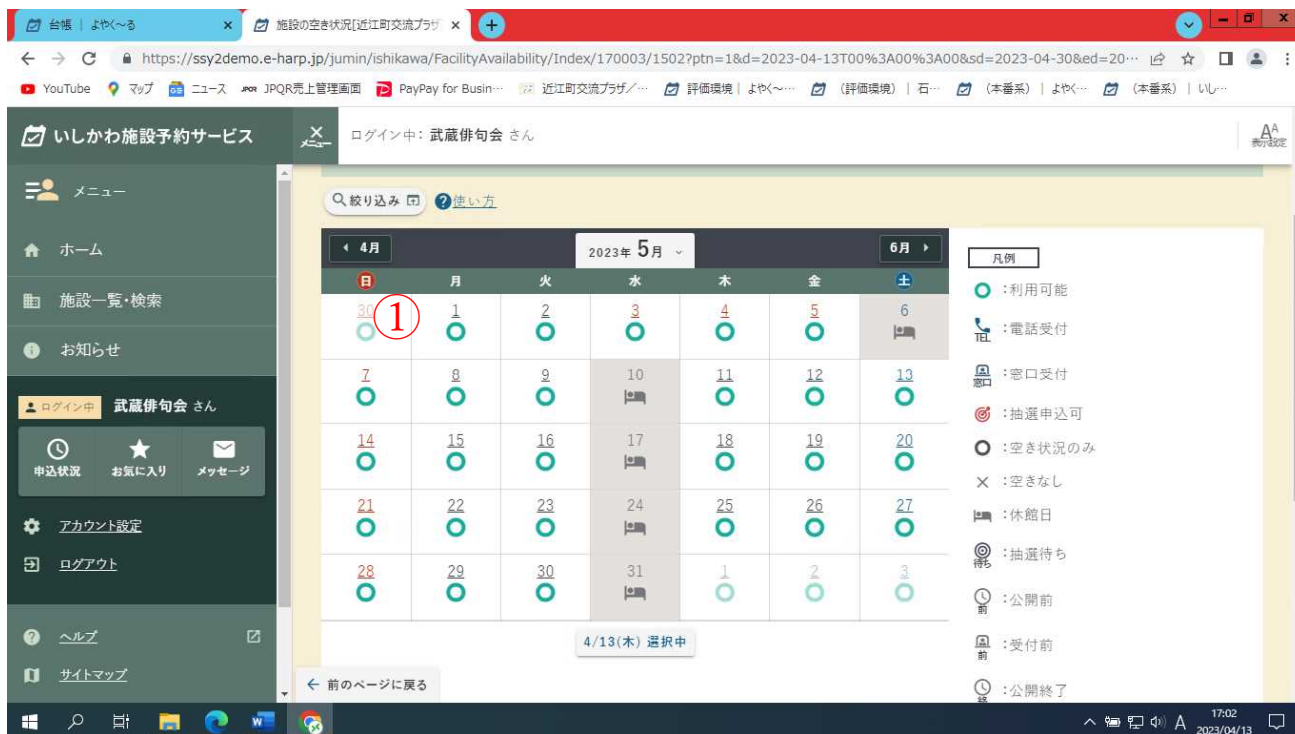 台帳 | よやく～る
施設の空き状況[近江町交流プラザ
https://ssy2demo.e-harp.jp/jumin/ishikawa/FacilityAvailability/Index/170003/1502?ptn=1&d=2023-04-13T00%3A00%3A00&sd=2023-04-30&ed=20…
YouTube マップ ニュース JPQR売上管理画面 PayPay for Busin… 近江町交流プラザ/… 評価環境 | よやく～… (評価環境) | 石… (本番系) | よやく… (本番系) | いし…
いしかわ施設予約サービス
メニュー
ログイン中: 武蔵俳句会 さん
AA
表示設定
メニュー
ホーム
施設一覧・検索
お知らせ
ログイン中 武蔵俳句会 さん
申込状況 お気に入り メッセージ
アカウント設定
ログアウト
ヘルプ
サイトマップ
絞り込み 使い方
4月 2023年 5月 6月
日 月 火 水 木 金 土
30 ① 1 2 3 4 5 6
7 8 9 10 11 12 13
14 15 16 17 18 19 20
21 22 23 24 25 26 27
28 29 30 31 1 2 3
4/13(木) 選択中
前のページに戻る
凡例
:利用可能
TEL :電話受付
窓口 :窓口受付
:抽選申込可
:空き状況のみ
:空きなし
:休館日
待ち :抽選待ち
前 :公開前
前 :受付前
終 :公開終了
A 17:02
2023/04/13